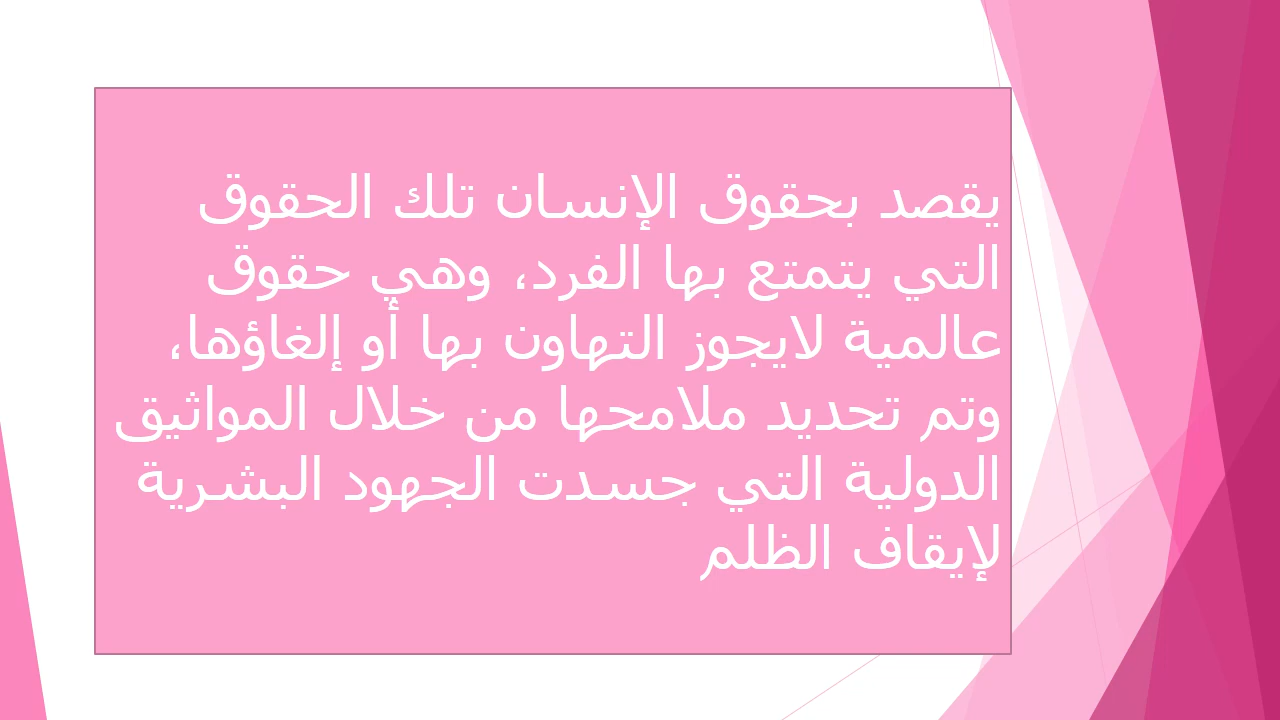 يقصد بحقوق الإنسان تلك الحقوق
التي يتمتع بها الفرد، وهي حقوق
عالمية لايجوز التهاون بها أو إلغاؤها،
وتم تحديد ملامحها من خلال المواثيق
الدولية التي جسدت الجهود البشرية
لإيقاف الظلم